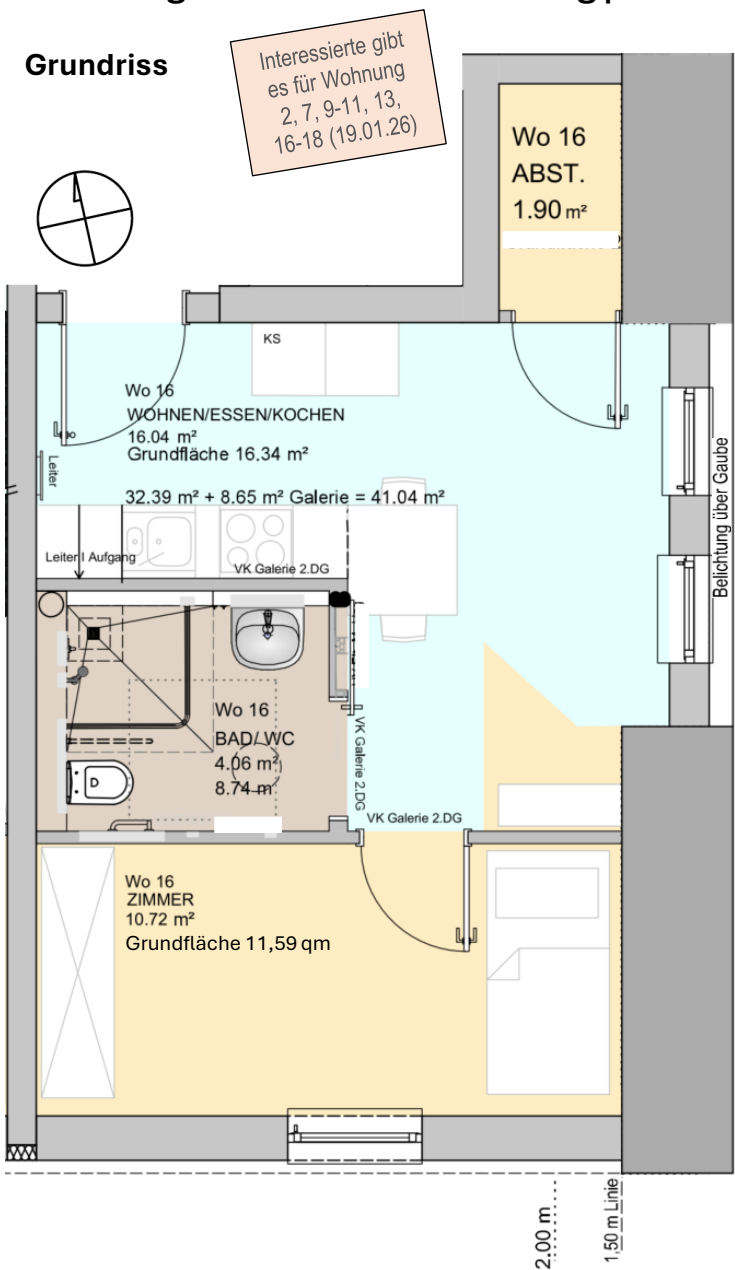 Grundriss
Interessierte gibt
es für Wohnung
2, 7, 9-11, 13,
16-18 (19.01.26)
Wo 16
ABST.
1.90 m²
KS
Wo 16
WOHNEN/ESSEN/KOCHEN
16.04 m²
Grundfläche 16.34 m²
Leiter
32.39 m² + 8.65 m² Galerie = 41.04 m²
Belichtung über Gaube
Leiter I Aufgang
VK Galerie 2.DG
Wo 16
BAD/ WC
4.06 m²
8.74 m
VK Galerie 2.DG
VK Galerie 2.DG
Wo 16
ZIMMER
10.72 m²
Grundfläche 11,59 qm
2.00 m
1,50 m Linie